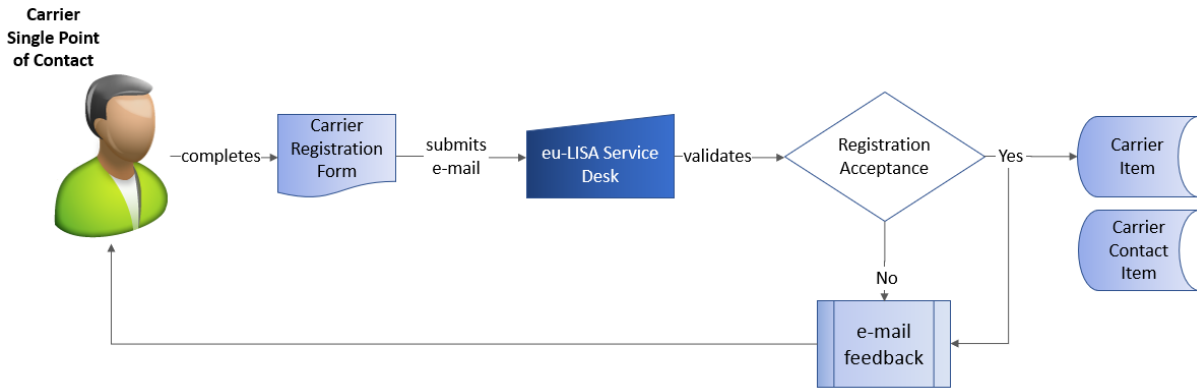 Carrier
Single Point
of Contact
completes
Carrier
Registration
Form
submits
e-mail
eu-LISA Service
Desk
validates
Registration
Acceptance
Yes
Carrier
Item
Carrier
Contact
Item
No
e-mail
feedback